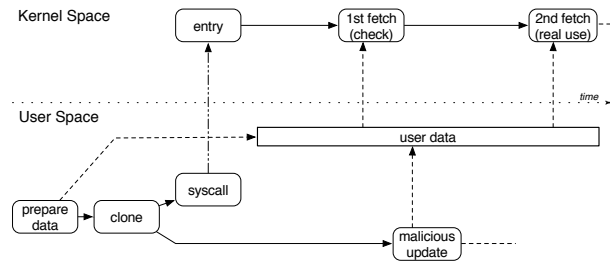 Kernel Space
entry
1st fetch
(check)
2nd fetch
(real use)
time
User Space
user data
syscall
prepare
data
clone
malicious
update